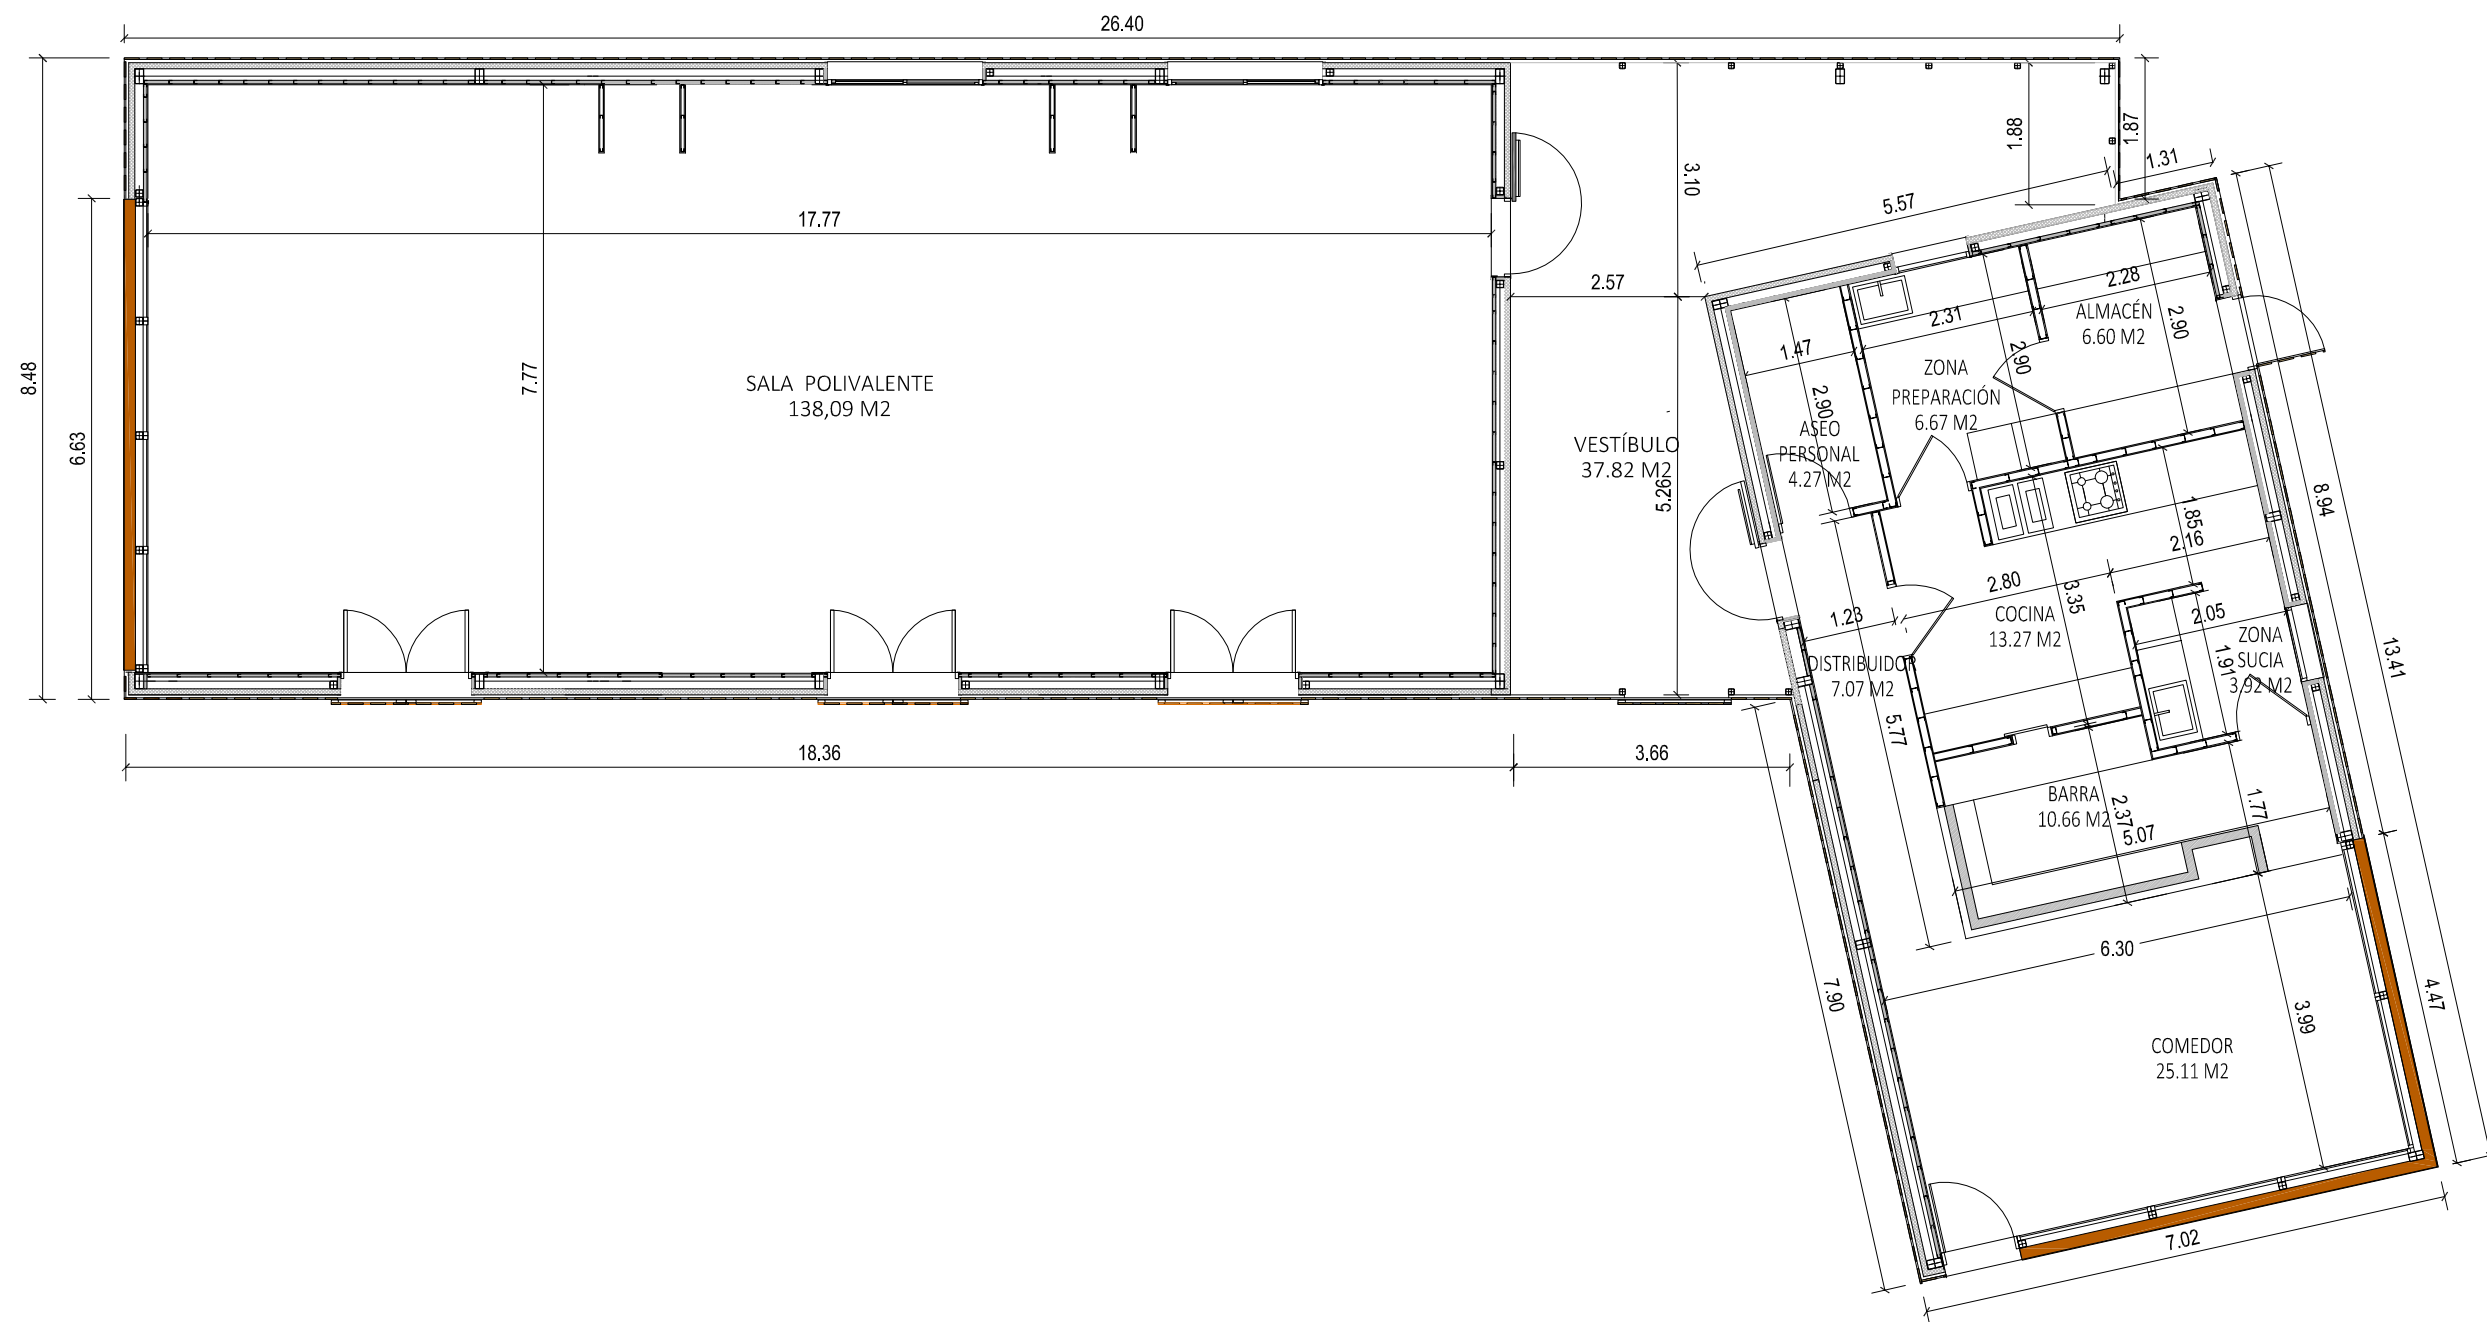 26.40
8.48
6.63
17.77
7.77
SALA POLIVALENTE
138,09 M2
18.36
3.66
3.10
2.57
5.26
VESTÍBULO
37.82 M2
1.88
1.87
1.31
5.57
2.28
2.31
1.47
2.90
2.90
2.90
ALMACÉN
6.60 M2
ZONA
PREPARACIÓN
6.67 M2
ASEO
PERSONAL
4.27 M2
8.94
13.41
1.85
2.16
2.80
3.35
COCINA
13.27 M2
1.23
DISTRIBUIDOR
7.07 M2
2.05
ZONA
SUCIA
3.92 M2
1.91
5.77
BARRA
10.66 M2
2.37
5.07
1.77
6.30
7.90
3.99
4.47
COMEDOR
25.11 M2
7.02